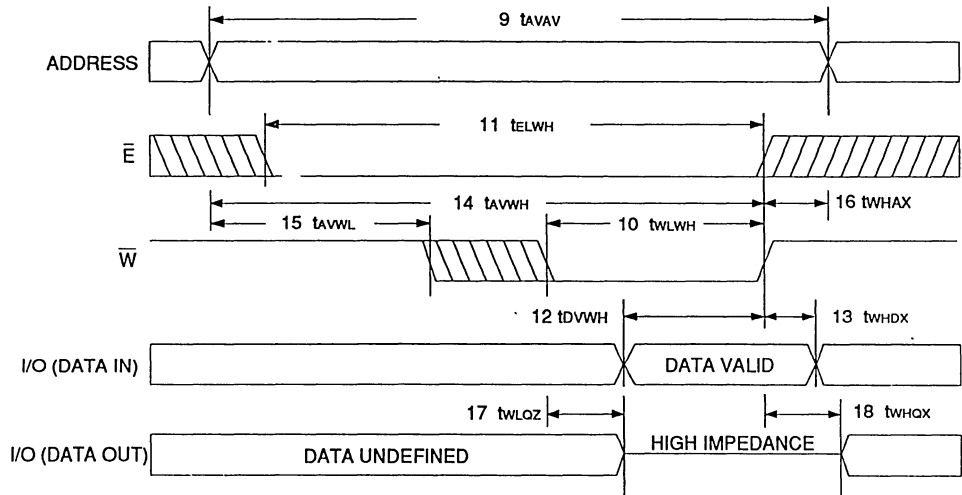 9 tAVAV
ADDRESS
11 tELWH
E
14 tAVWH
16 tWHAX
15 tAVWL
10 tWLWH
W
12 tDVWH
13 tWHDX
I/O (DATA IN)
DATA VALID
17 tWLQZ
18 tWHQX
I/O (DATA OUT)
DATA UNDEFINED
HIGH IMPEDANCE